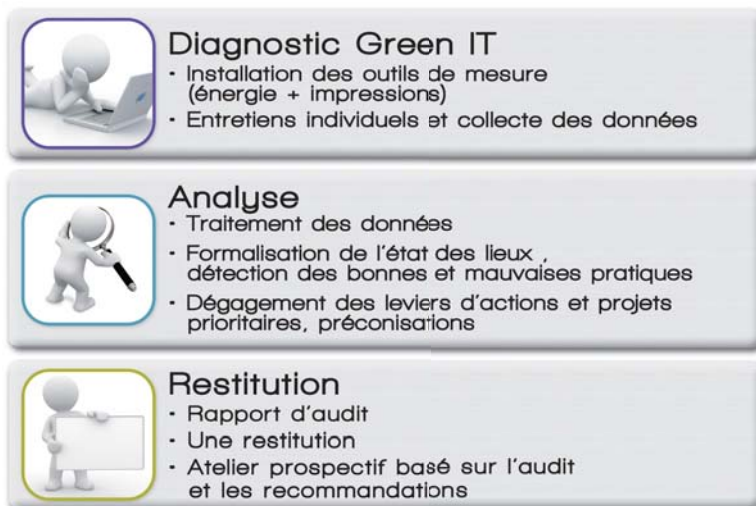 Diagnostic Green IT
· Installation des outils de mesure
(énergie + impressions)
· Entretiens individuels et collecte des données
Analyse
· Traitement des données
· Formalisation de l'état des lieux ,
détection des bonnes et mauvaises pratiques
· Dégagement des leviers d'actions et projets
prioritaires, préconisations
Restitution
· Rapport d'audit
· Une restitution
· Atelier prospectif basé sur l'audit
et les recommandations